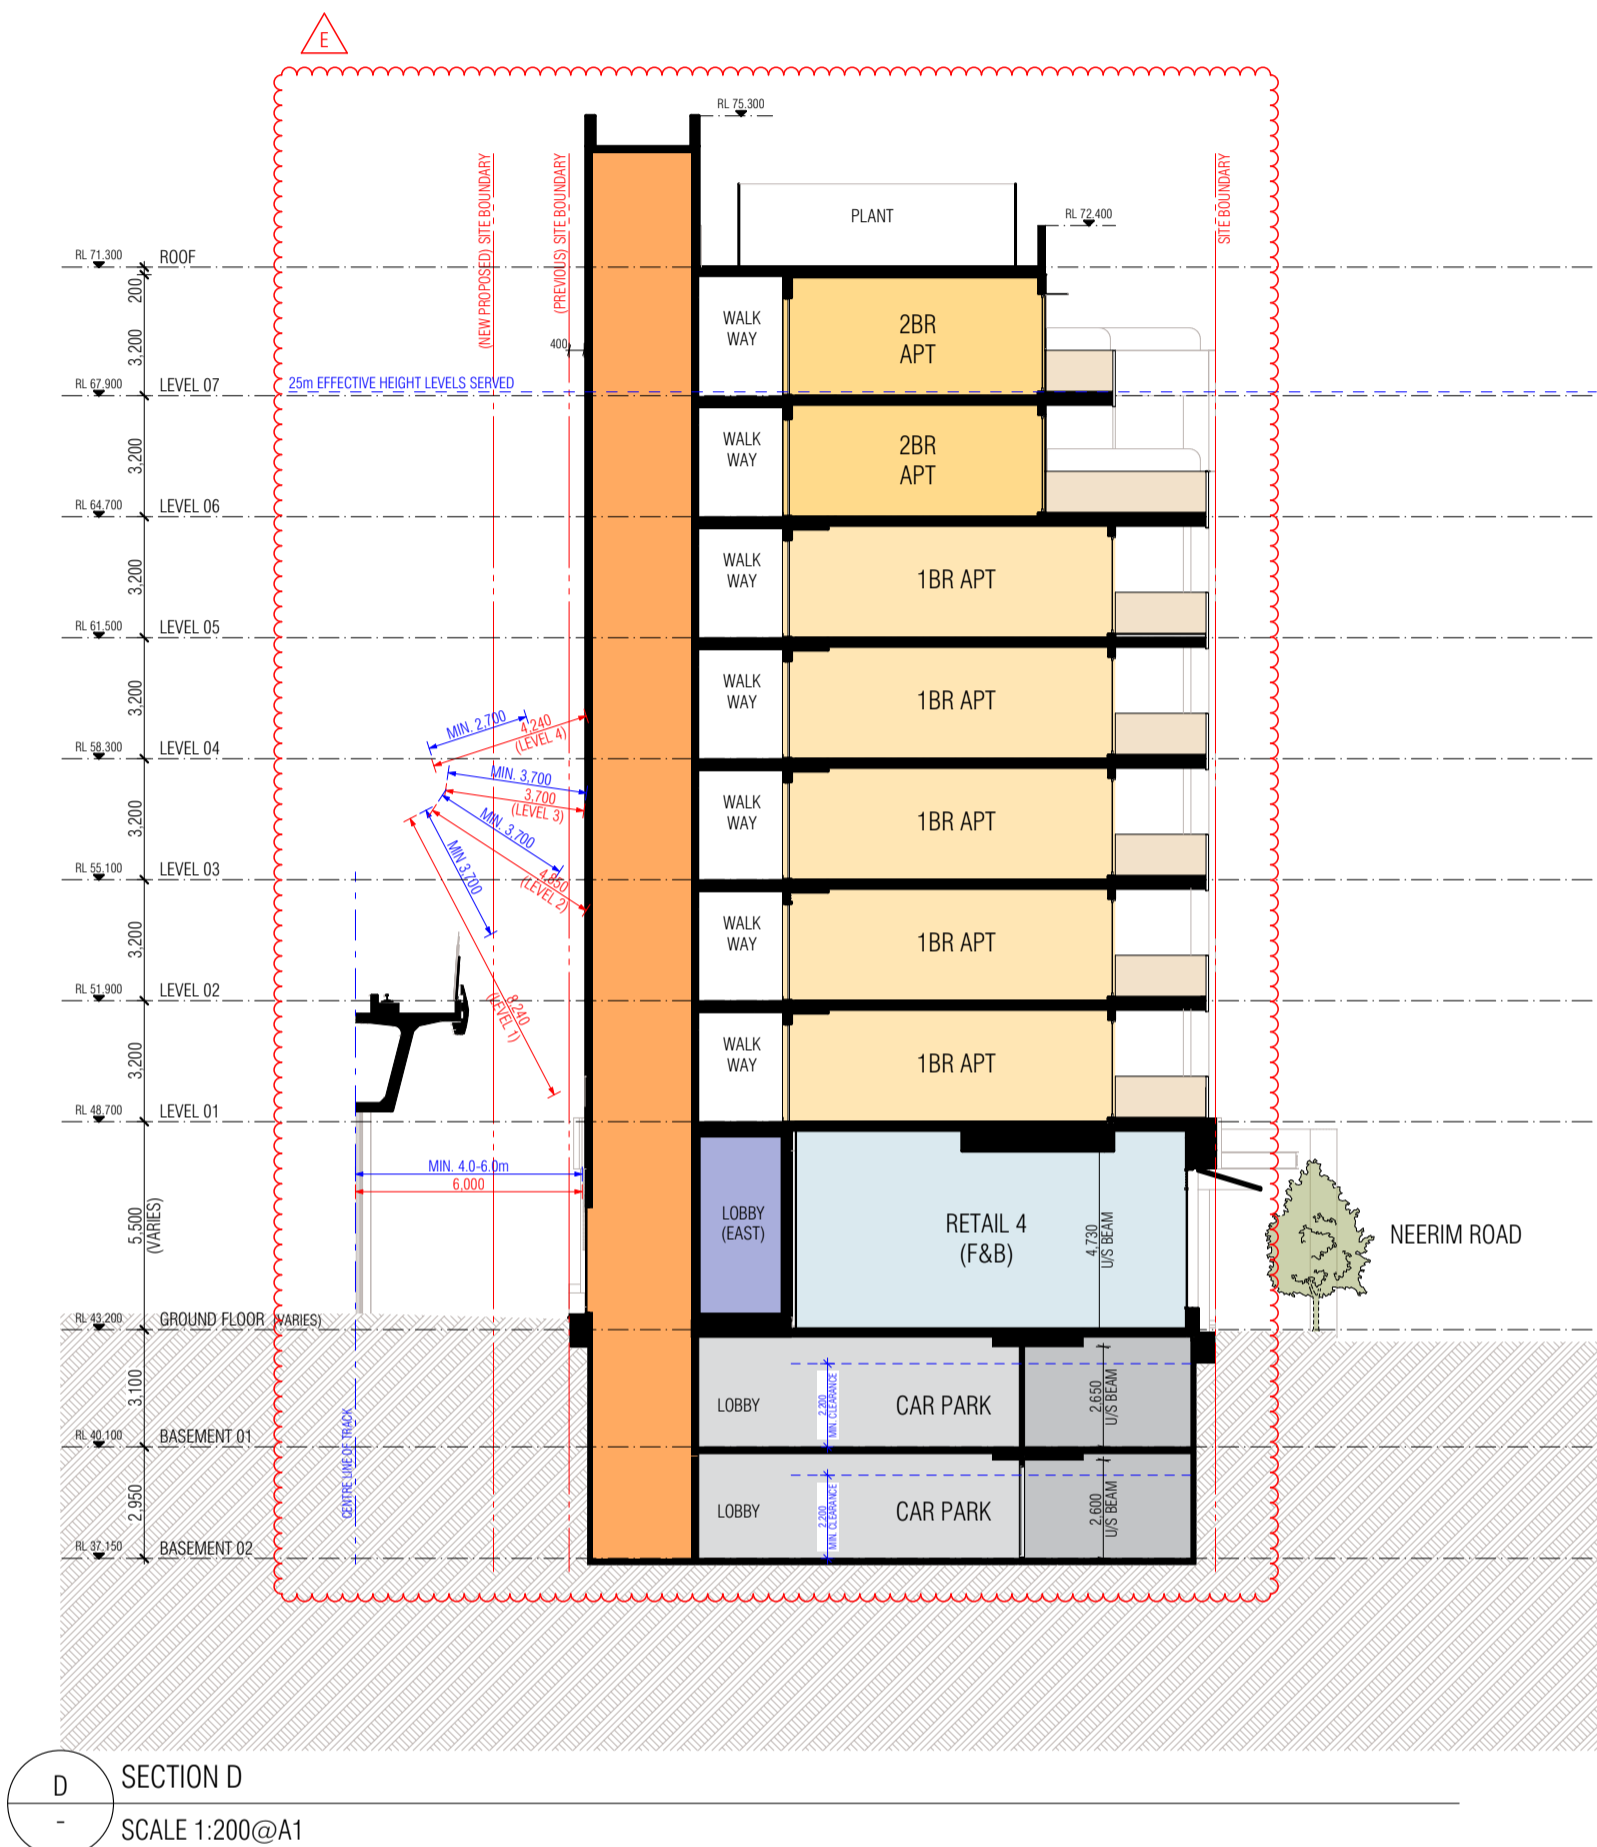 E
RL 75.300
(NEW PROPOSED) SITE BOUNDARY
(PREVIOUS) SITE BOUNDARY
SITE BOUNDARY
PLANT
RL 72.400
RL 71.300
ROOF
200
3,200
WALK
WAY
2BR
APT
400
25m EFFECTIVE HEIGHT LEVELS SERVED
RL 67.900
LEVEL 07
3,200
WALK
WAY
2BR
APT
RL 64.700
LEVEL 06
3,200
WALK
WAY
1BR APT
RL 61.500
LEVEL 05
3,200
WALK
WAY
1BR APT
MIN. 2,700
4,240
(LEVEL 4)
RL 58.300
LEVEL 04
3,200
MIN. 3,700
3,700
(LEVEL 3)
MIN. 3,700
MIN 3,700
4,850
(LEVEL 2)
WALK
WAY
1BR APT
RL 55.100
LEVEL 03
3,200
WALK
WAY
1BR APT
RL 51.900
LEVEL 02
8,240
(LEVEL 1)
3,200
WALK
WAY
1BR APT
RL 48.700
LEVEL 01
MIN. 4.0-6.0m
6,000
5,500
(VARIES)
LOBBY
(EAST)
RETAIL 4
(F&B)
4,730
U/S BEAM
NEERIM ROAD
RL 43.200
GROUND FLOOR (VARIES)
3,100
LOBBY
2,200
MIN. CLEARANCE
CAR PARK
2,650
U/S BEAM
CENTRE LINE OF TRACK
RL 40.100
BASEMENT 01
2,950
LOBBY
2,200
MIN. CLEARANCE
CAR PARK
2,600
U/S BEAM
RL 37.150
BASEMENT 02
D
-
SECTION D
SCALE 1:200@A1